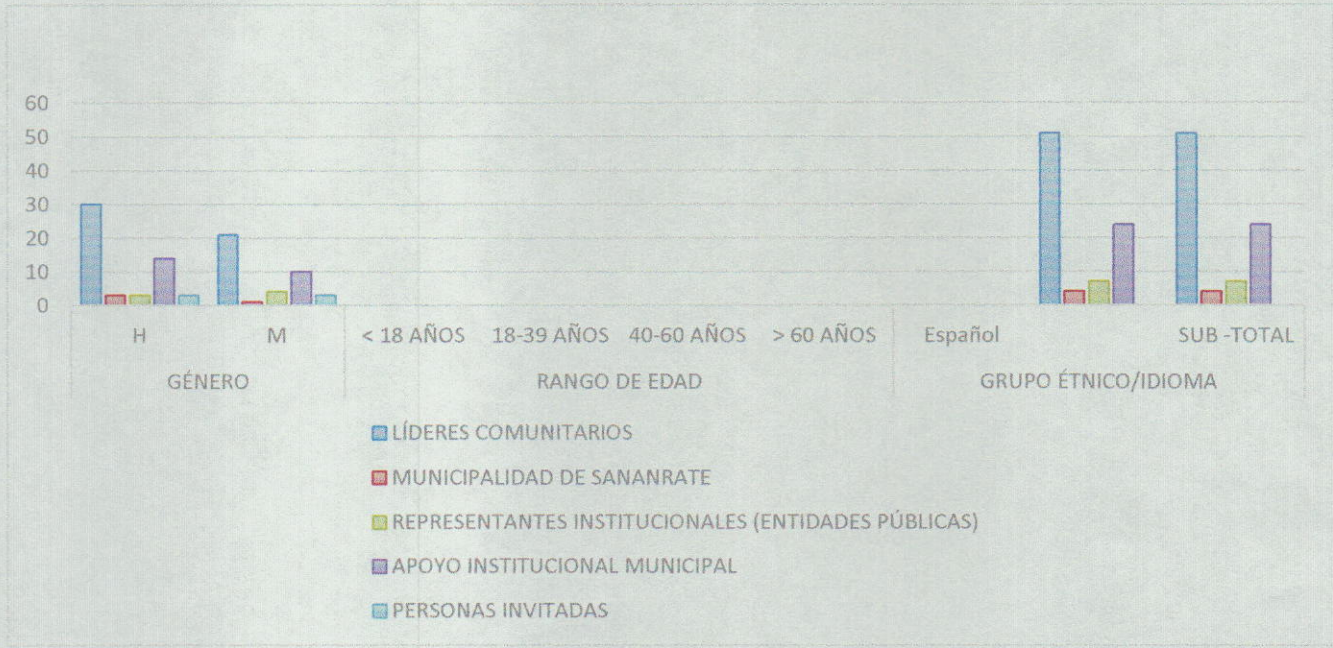 60
50
40
30
20
10
0
H M < 18 AÑOS 18-39 AÑOS 40-60 AÑOS > 60 AÑOS Español SUB -TOTAL
GÉNERO RANGO DE EDAD GRUPO ÉTNICO/IDIOMA
LÍDERES COMUNITARIOS
MUNICIPALIDAD DE SANANRATE
REPRESENTANTES INSTITUCIONALES (ENTIDADES PÚBLICAS)
APOYO INSTITUCIONAL MUNICIPAL
PERSONAS INVITADAS